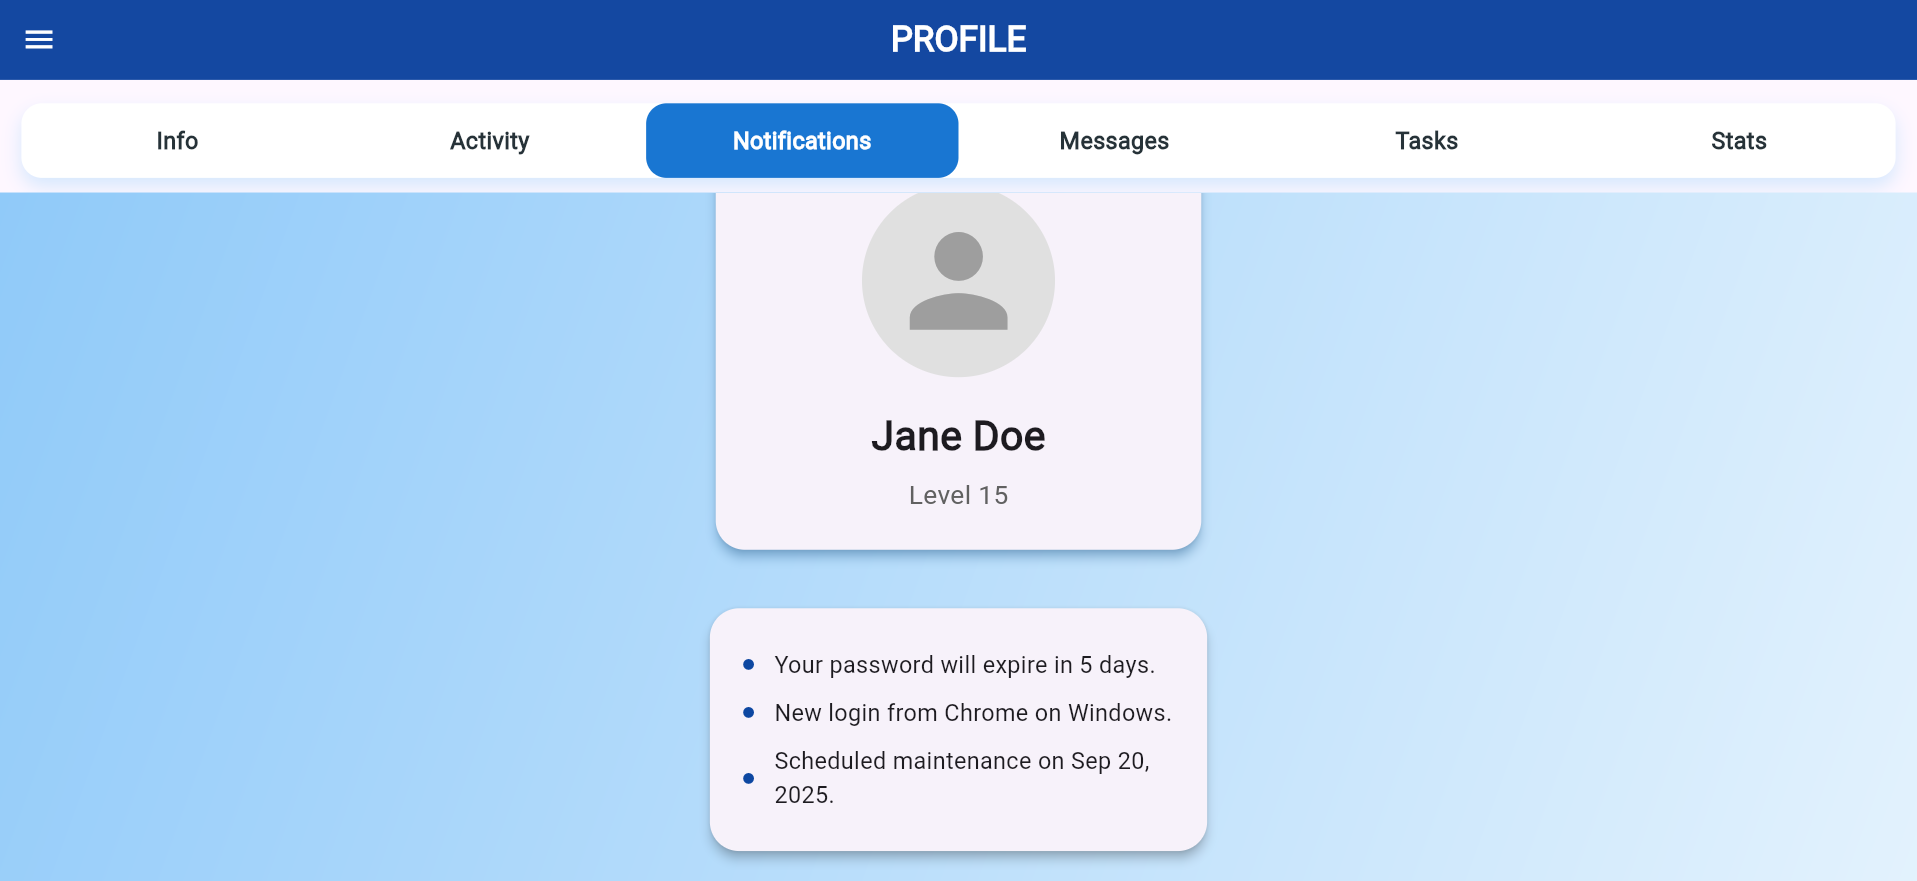 PROFILE
Info
Activity
Notifications
Messages
Tasks
Stats
Jane Doe
Level 15
Your password will expire in 5 days.
New login from Chrome on Windows.
Scheduled maintenance on Sep 20,
2025.